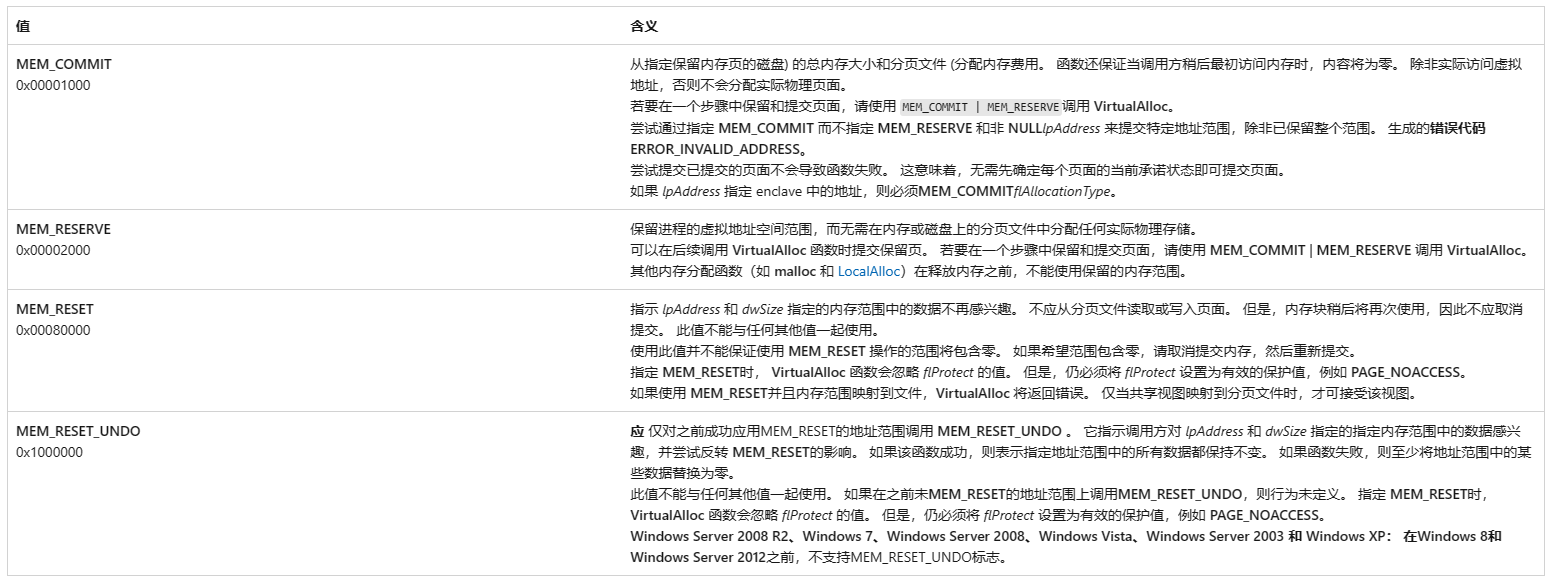 值 含义
MEM_COMMIT
0x00001000
从指定保留内存页的磁盘) 的总内存大小和分页文件 (分配内存费用。 函数还保证当调用方稍后最初访问内存时，内容将为零。 除非实际访问虚拟
地址，否则不会分配实际物理页面。
若要在一个步骤中保留和提交页面，请使用 MEM_COMMIT | MEM_RESERVE调用 VirtualAlloc。
尝试通过指定 MEM_COMMIT 而不指定 MEM_RESERVE 和非 NULLlpAddress 来提交特定地址范围，除非已保留整个范围。 生成的错误代码
ERROR_INVALID_ADDRESS。
尝试提交已提交的页面不会导致函数失败。 这意味着，无需先确定每个页面的当前承诺状态即可提交页面。
如果 lpAddress 指定 enclave 中的地址，则必须MEM_COMMITflAllocationType。
MEM_RESERVE
0x00002000
保留进程的虚拟地址空间范围，而无需在内存或磁盘上的分页文件中分配任何实际物理存储。
可以在后续调用 VirtualAlloc 函数时提交保留页。 若要在一个步骤中保留和提交页面，请使用 MEM_COMMIT | MEM_RESERVE 调用 VirtualAlloc。
其他内存分配函数（如 malloc 和 LocalAlloc）在释放内存之前，不能使用保留的内存范围。
MEM_RESET
0x00080000
指示 lpAddress 和 dwSize 指定的内存范围中的数据不再感兴趣。 不应从分页文件读取或写入页面。 但是，内存块稍后将再次使用，因此不应取消
提交。 此值不能与任何其他值一起使用。
使用此值并不能保证使用 MEM_RESET 操作的范围将包含零。 如果希望范围包含零，请取消提交内存，然后重新提交。
指定 MEM_RESET时， VirtualAlloc 函数会忽略 flProtect 的值。 但是，仍必须将 flProtect 设置为有效的保护值，例如 PAGE_NOACCESS。
如果使用 MEM_RESET并且内存范围映射到文件，VirtualAlloc 将返回错误。 仅当共享视图映射到分页文件时，才可接受该视图。
MEM_RESET_UNDO
0x1000000
应 仅对之前成功应用MEM_RESET的地址范围调用 MEM_RESET_UNDO 。 它指示调用方对 lpAddress 和 dwSize 指定的指定内存范围中的数据感兴
趣，并尝试反转 MEM_RESET的影响。 如果该函数成功，则表示指定地址范围中的所有数据都保持不变。 如果函数失败，则至少将地址范围中的某
些数据替换为零。
此值不能与任何其他值一起使用。 如果在之前未MEM_RESET的地址范围上调用MEM_RESET_UNDO，则行为未定义。 指定 MEM_RESET时，
VirtualAlloc 函数会忽略 flProtect 的值。 但是，仍必须将 flProtect 设置为有效的保护值，例如 PAGE_NOACCESS。
Windows Server 2008 R2、Windows 7、Windows Server 2008、Windows Vista、Windows Server 2003 和 Windows XP： 在Windows 8和
Windows Server 2012之前，不支持MEM_RESET_UNDO标志。